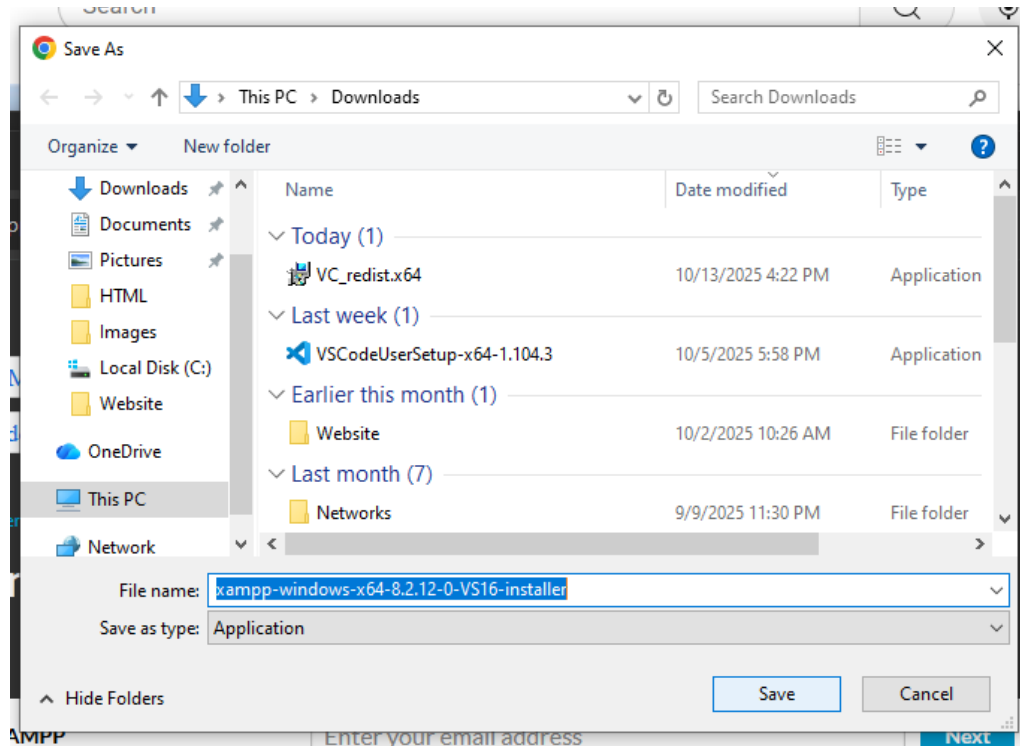 Search
Save As
This PC > Downloads
Search Downloads
Organize
New folder
Downloads
Documents
Pictures
HTML
Images
Local Disk (C:)
Website
OneDrive
This PC
Network
Name Date modified Type
Today (1)
VC_redist.x64 10/13/2025 4:22 PM Application
Last week (1)
VSCodeUserSetup-x64-1.104.3 10/5/2025 5:58 PM Application
Earlier this month (1)
Website 10/2/2025 10:26 AM File folder
Last month (7)
Networks 9/9/2025 11:30 PM File folder
File name: xampp-windows-x64-8.2.12-0-VS16-installer
Save as type: Application
Hide Folders
Save Cancel
AMPP Enter your email address Next